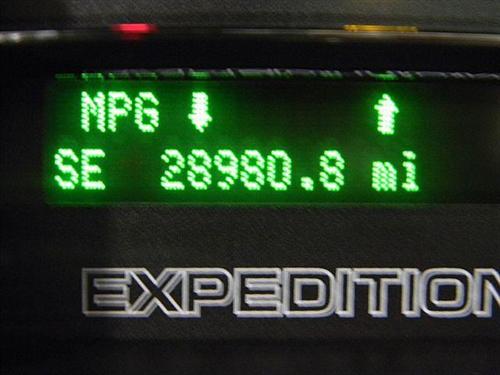 MPG ↓ ↑
SE 28980.8 mi
EXPEDITION